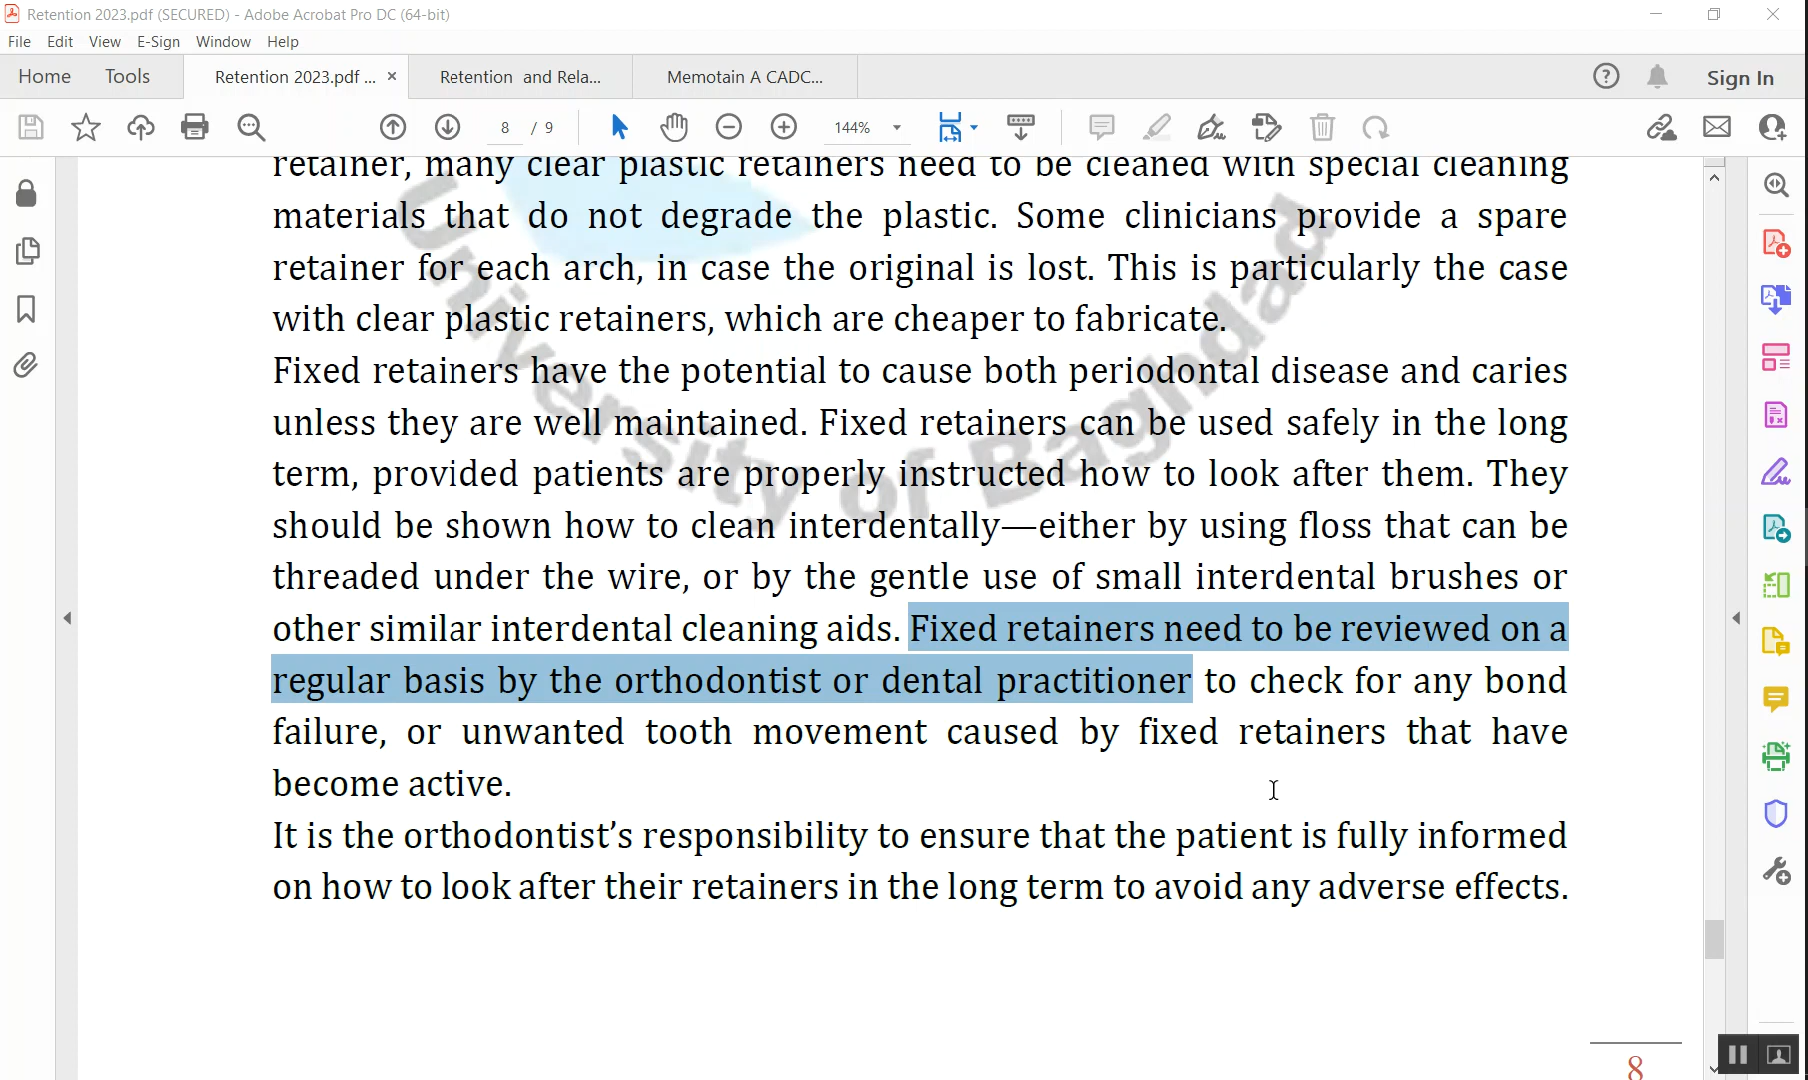 Retention 2023.pdf (SECURED) - Adobe Acrobat Pro DC (64-bit)
File Edit View E-Sign Window Help
Home Tools Retention 2023.pdf ... × Retention and Rela... Memotain A CADC... Sign In
8 / 9 144%
retainer, many clear plastic retainers need to be cleaned with special cleaning
materials that do not degrade the plastic. Some clinicians provide a spare
retainer for each arch, in case the original is lost. This is particularly the case
with clear plastic retainers, which are cheaper to fabricate.
Fixed retainers have the potential to cause both periodontal disease and caries
unless they are well maintained. Fixed retainers can be used safely in the long
term, provided patients are properly instructed how to look after them. They
should be shown how to clean interdentally—either by using floss that can be
threaded under the wire, or by the gentle use of small interdental brushes or
other similar interdental cleaning aids. Fixed retainers need to be reviewed on a
regular basis by the orthodontist or dental practitioner to check for any bond
failure, or unwanted tooth movement caused by fixed retainers that have
become active.
It is the orthodontist’s responsibility to ensure that the patient is fully informed
on how to look after their retainers in the long term to avoid any adverse effects.
8
University of Baghdad